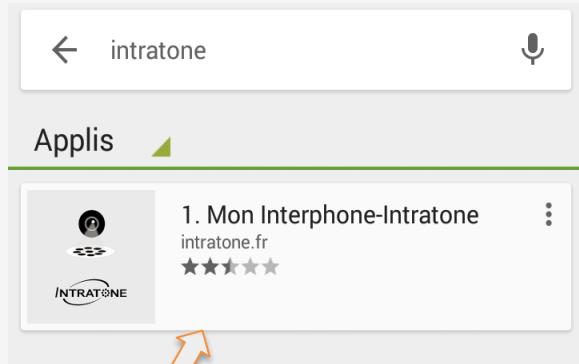 intratone
Applis
1. Mon Interphone-Intratone
intratone.fr
INTRATONE